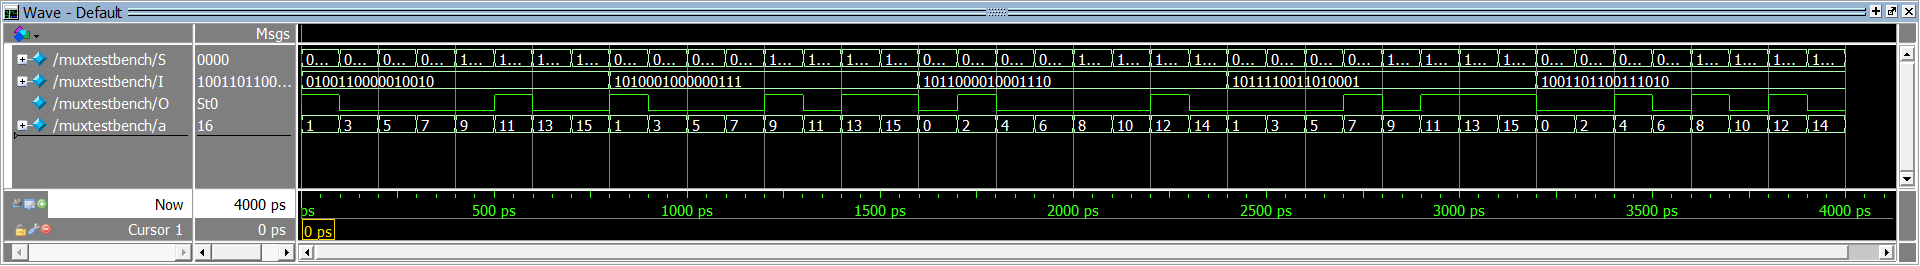 Wave - Default
Msgs
/muxtestbench/S 0000 0... 0... 0... 0... 1... 1... 1... 1... 0... 0... 0... 0... 1... 1... 1... 1... 0... 0... 0... 0... 1... 1... 1... 1... 0... 0... 0... 0... 1... 1... 1... 1... 0... 0... 0... 0... 1... 1... 1... 1...
/muxtestbench/I 1001101100... 0100110000010010 1010001000000111 1011000010001110 1011110011010001 1001101100111010
/muxtestbench/O St0
/muxtestbench/a 16 1 3 5 7 9 11 13 15 1 3 5 7 9 11 13 15 0 2 4 6 8 10 12 14 1 3 5 7 9 11 13 15 0 2 4 6 8 10 12 14
Now 4000 ps ps 500 ps 1000 ps 1500 ps 2000 ps 2500 ps 3000 ps 3500 ps 4000 ps
Cursor 1 0 ps 0 ps